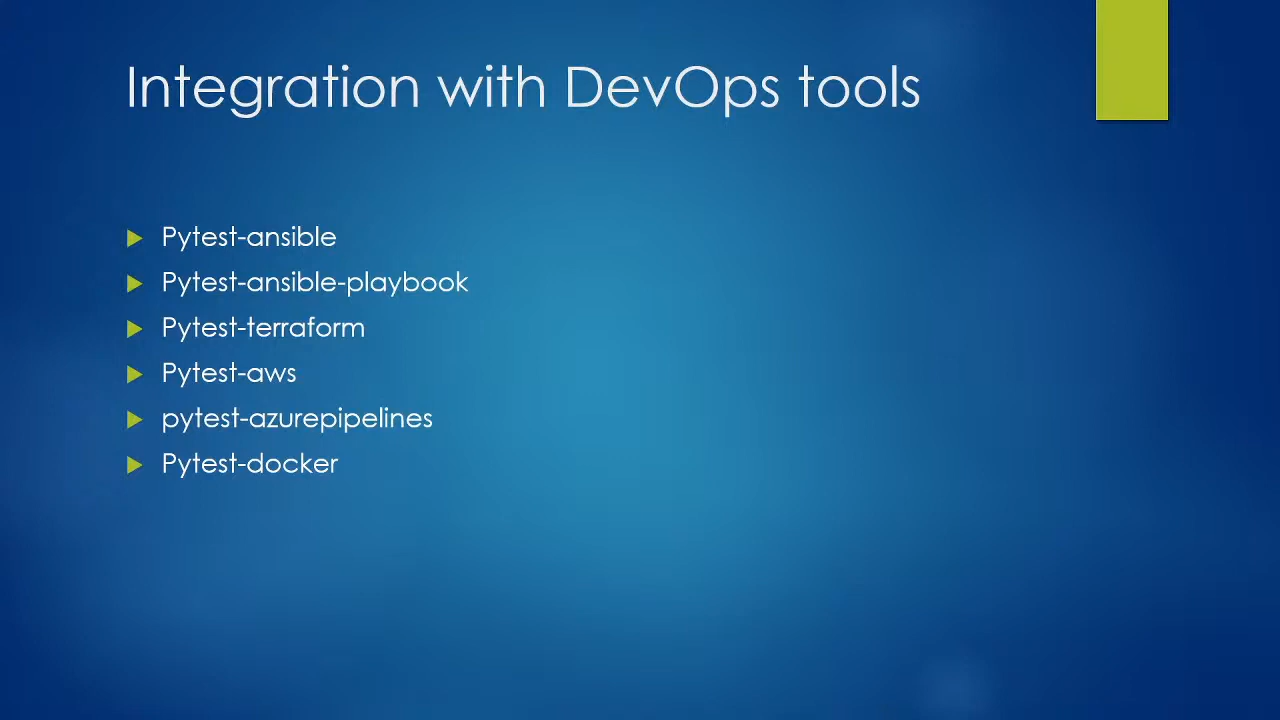 Integration with DevOps tools
Pytest-ansible
Pytest-ansible-playbook
Pytest-terraform
Pytest-aws
pytest-azurepipelines
Pytest-docker